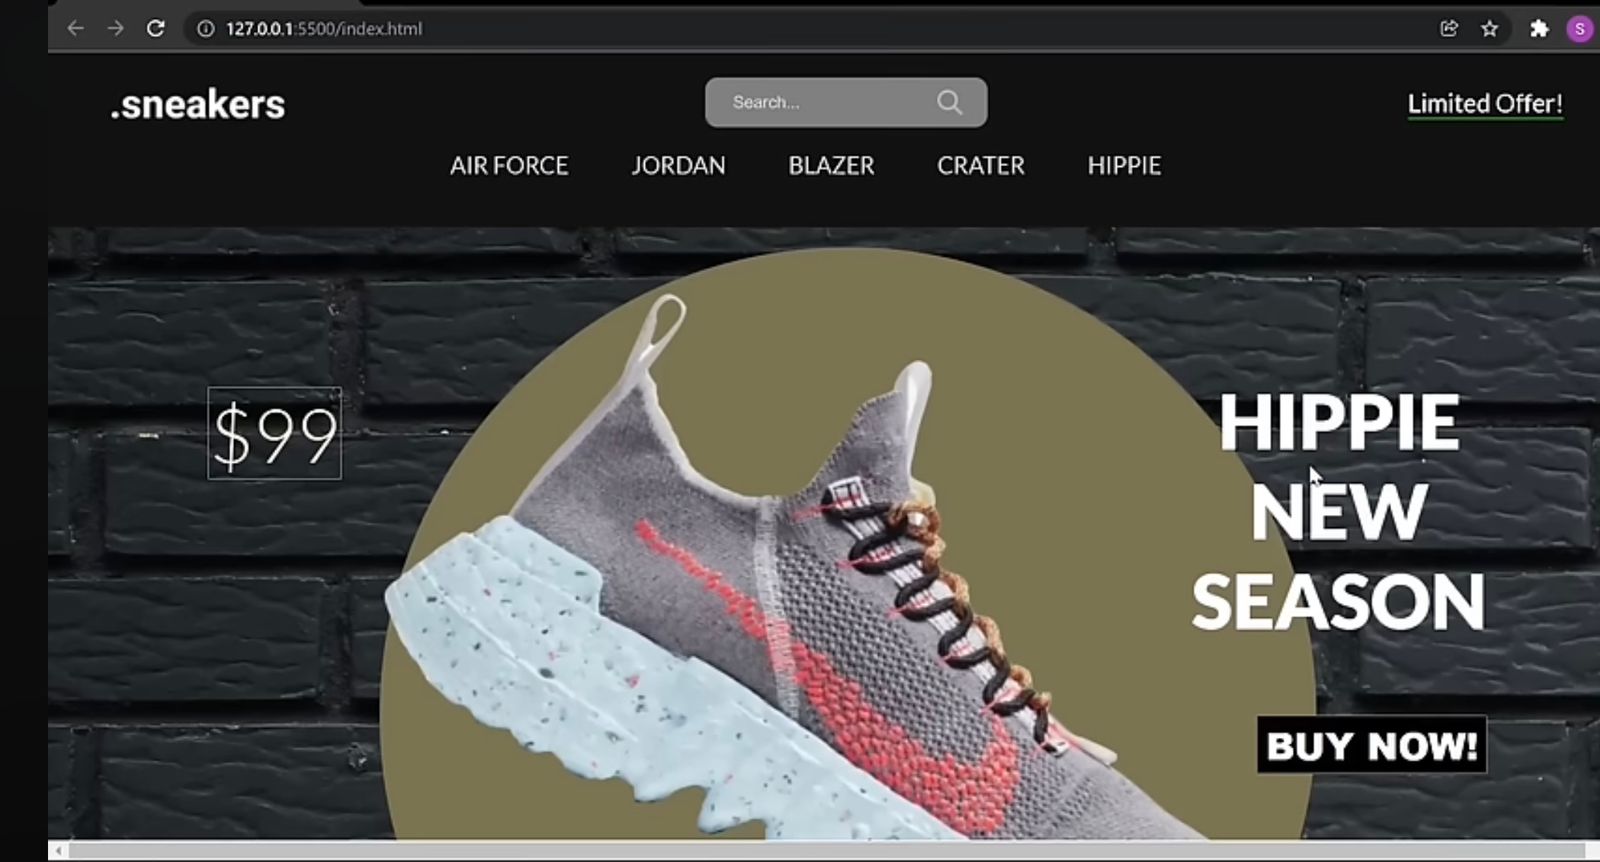 127.0.0.1:5500/index.html
S
.sneakers
Search...
Limited Offer!
AIR FORCE JORDAN BLAZER CRATER HIPPIE
$99
HIPPIE
NEW
SEASON
BUY NOW!